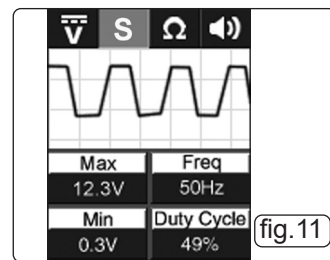 V S Ω
Max Freq
12.3V 50Hz
Min Duty Cycle
0.3V 49%
fig.11